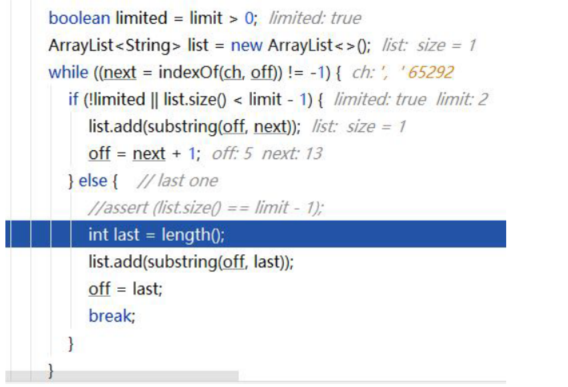 boolean limited = limit > 0; limited: true
ArrayList<String> list = new ArrayList<>(); list: size = 1
while ((next = indexOf(ch, off)) != -1) { ch: ', ' 65292
if (!limited || list.size() < limit - 1) { limited: true limit: 2
list.add(substring(off, next)); list: size = 1
off = next + 1; off: 5 next: 13
} else { // last one
//assert (list.size() == limit - 1);
int last = length();
list.add(substring(off, last));
off = last;
break;
}
}